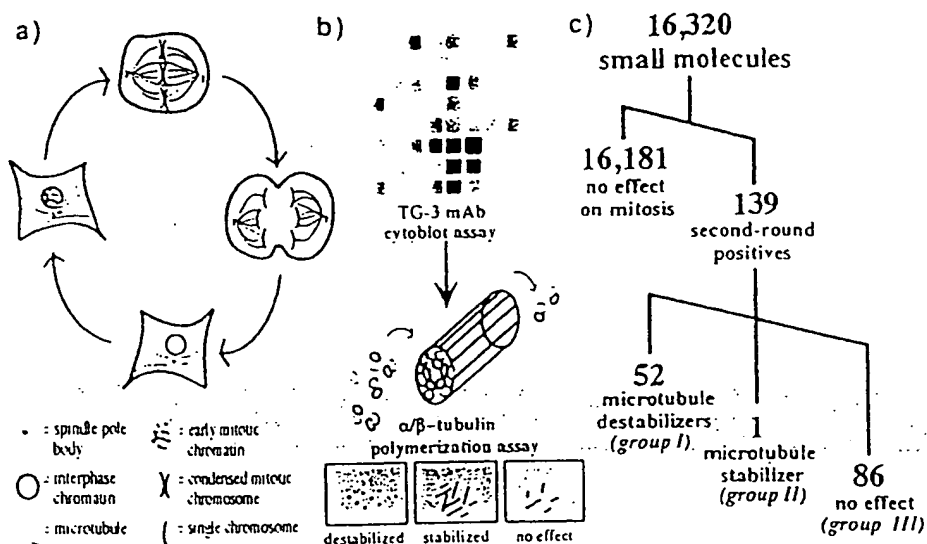 a)
b)
TG-3 mAb
cytoblot assay
α
α
α/β-tubulin
polymerization assay
destabilized
stabilized
no effect
c)
16,320
small molecules
16,181
no effect
on mitosis
139
second-round
positives
52
microtubule
destabilizers
(group I)
1
microtubule
stabilizer
(group II)
86
no effect
(group III)
= spindle pole
body
= interphase
chromatin
= microtubule
= early mitotic
chromatin
= condensed mitotic
chromosome
= single chromosome